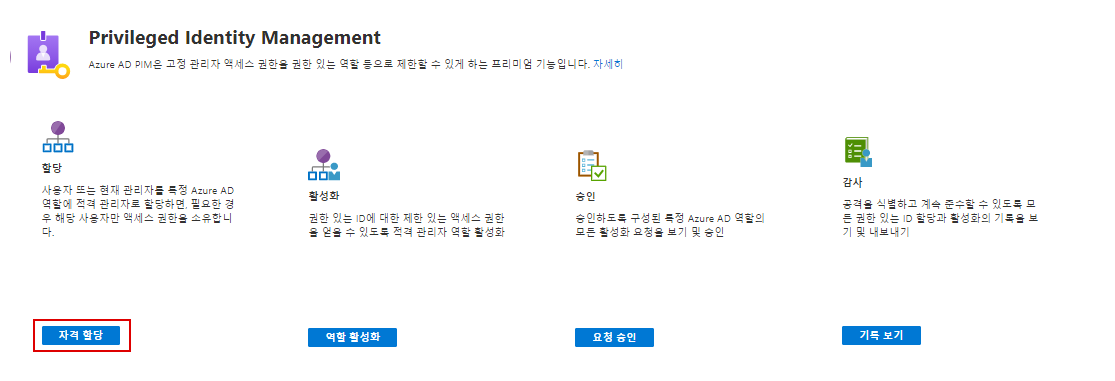 Privileged Identity Management
Azure AD PIM은 고정 관리자 액세스 권한을 권한 있는 역할 등으로 제한할 수 있게 하는 프리미엄 기능입니다. 자세히
할당
사용자 또는 현재 관리자를 특정 Azure AD
역할에 적격 관리자로 할당하면, 필요한 경
우 해당 사용자만 액세스 권한을 소유합니
다.
자격 할당
활성화
권한 있는 ID에 대한 제한 있는 액세스 권한
을 얻을 수 있도록 적격 관리자 역할 활성화
역할 활성화
승인
승인하도록 구성된 특정 Azure AD 역할의
모든 활성화 요청을 보기 및 승인
요청 승인
감사
공격을 식별하고 계속 준수할 수 있도록 모
든 권한 있는 ID 할당과 활성화의 기록을 보
기 및 내보내기
기록 보기